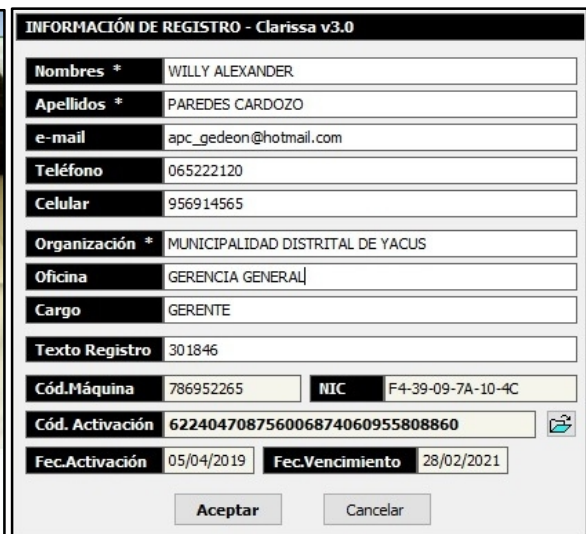 INFORMACIÓN DE REGISTRO - Clarissa v3.0
Nombres * WILLY ALEXANDER
Apellidos * PAREDES CARDOZO
e-mail apc_gedeon@hotmail.com
Teléfono 065222120
Celular 956914565
Organización * MUNICIPALIDAD DISTRITAL DE YACUS
Oficina GERENCIA GENERAL
Cargo GERENTE
Texto Registro 301846
Cód.Máquina 786952265 NIC F4-39-09-7A-10-4C
Cód. Activación 622404708756006874060955808860
Fec.Activación 05/04/2019 Fec.Vencimiento 28/02/2021
Aceptar Cancelar